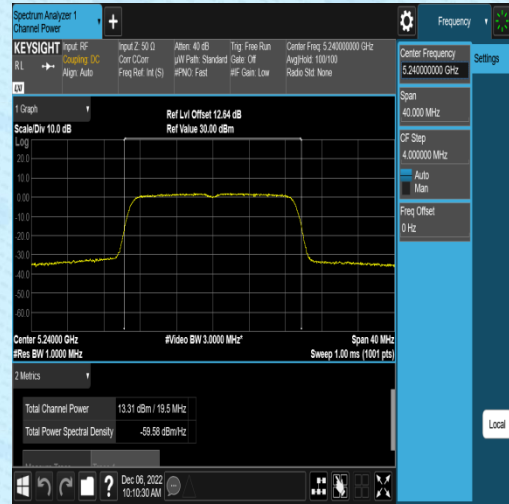 Spectrum Analyzer 1
Channel Power
+
Frequency
KEYSIGHT
RL
LXI
Input: RF
Coupling: DC
Align: Auto
Input Z: 50 Ω
Corr CCorr
Freq Ref: Int (S)
Atten: 40 dB
µW Path: Standard
#PNO: Fast
Trig: Free Run
Gate: Off
#IF Gain: Low
Center Freq: 5.240000000 GHz
Avg|Hold: 100/100
Radio Std: None
Center Frequency
5.240000000 GHz
Settings
Span
40.000 MHz
CF Step
4.000000 MHz
Auto
Man
Freq Offset
0 Hz
Local
1 Graph
Scale/Div 10.0 dB
Ref Lvl Offset 12.64 dB
Ref Value 30.00 dBm
Log
20.0
10.0
0.00
-10.0
-20.0
-30.0
-40.0
-50.0
-60.0
Center 5.24000 GHz
#Video BW 3.0000 MHz*
Span 40 MHz
#Res BW 1.0000 MHz
Sweep 1.00 ms (1001 pts)
2 Metrics
Total Channel Power 13.31 dBm / 19.5 MHz
Total Power Spectral Density -59.58 dBm/Hz
?
Dec 06, 2022
10:10:30 AM